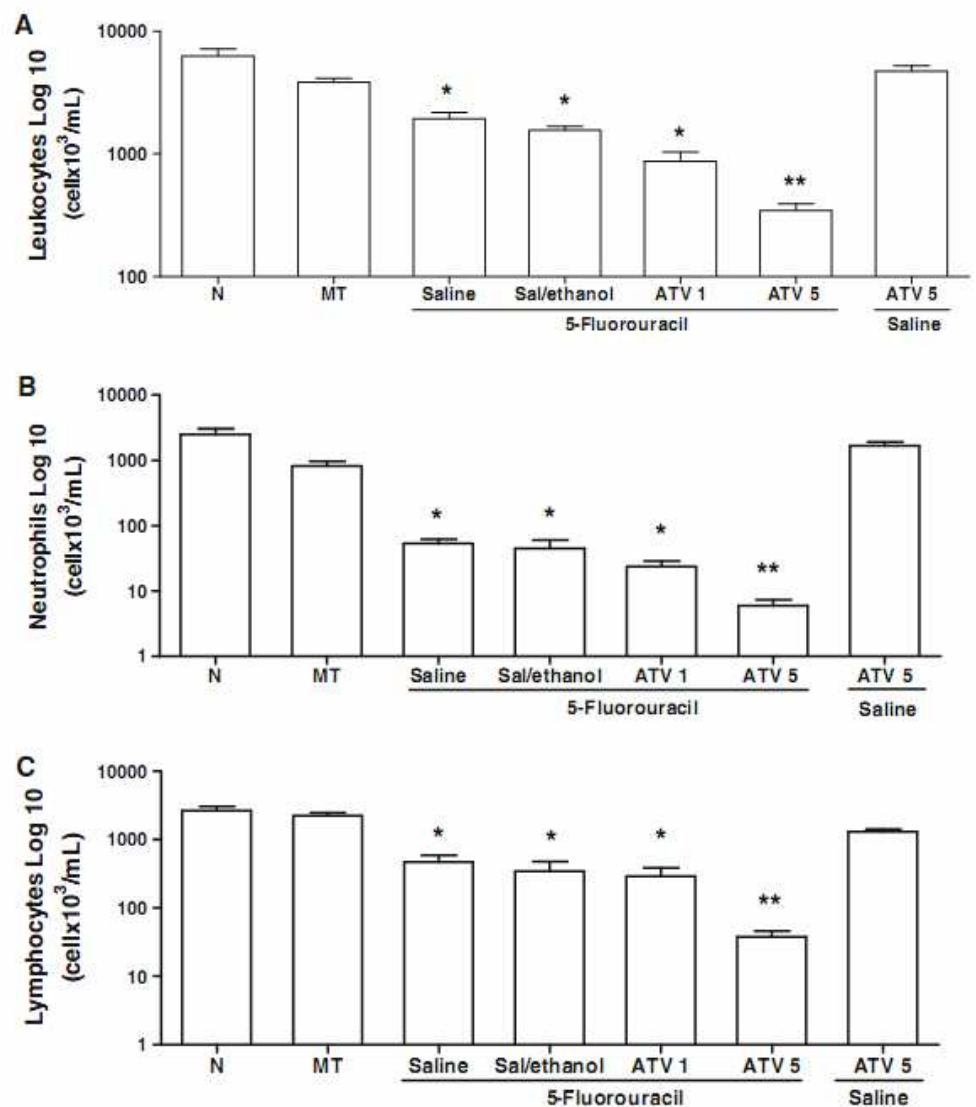 A
Leukocytes Log 10
(cellx10³/mL)
10000
1000
100
*
*
*
**
N MT Saline Sal/ethanol ATV 1 ATV 5 ATV 5
5-Fluorouracil Saline
B
Neutrophils Log 10
(cellx10³/mL)
10000
1000
100
10
1
*
*
*
**
N MT Saline Sal/ethanol ATV 1 ATV 5 ATV 5
5-Fluorouracil Saline
C
Lymphocytes Log 10
(cellx10³/mL)
10000
1000
100
10
1
*
*
*
**
N MT Saline Sal/ethanol ATV 1 ATV 5 ATV 5
5-Fluorouracil Saline